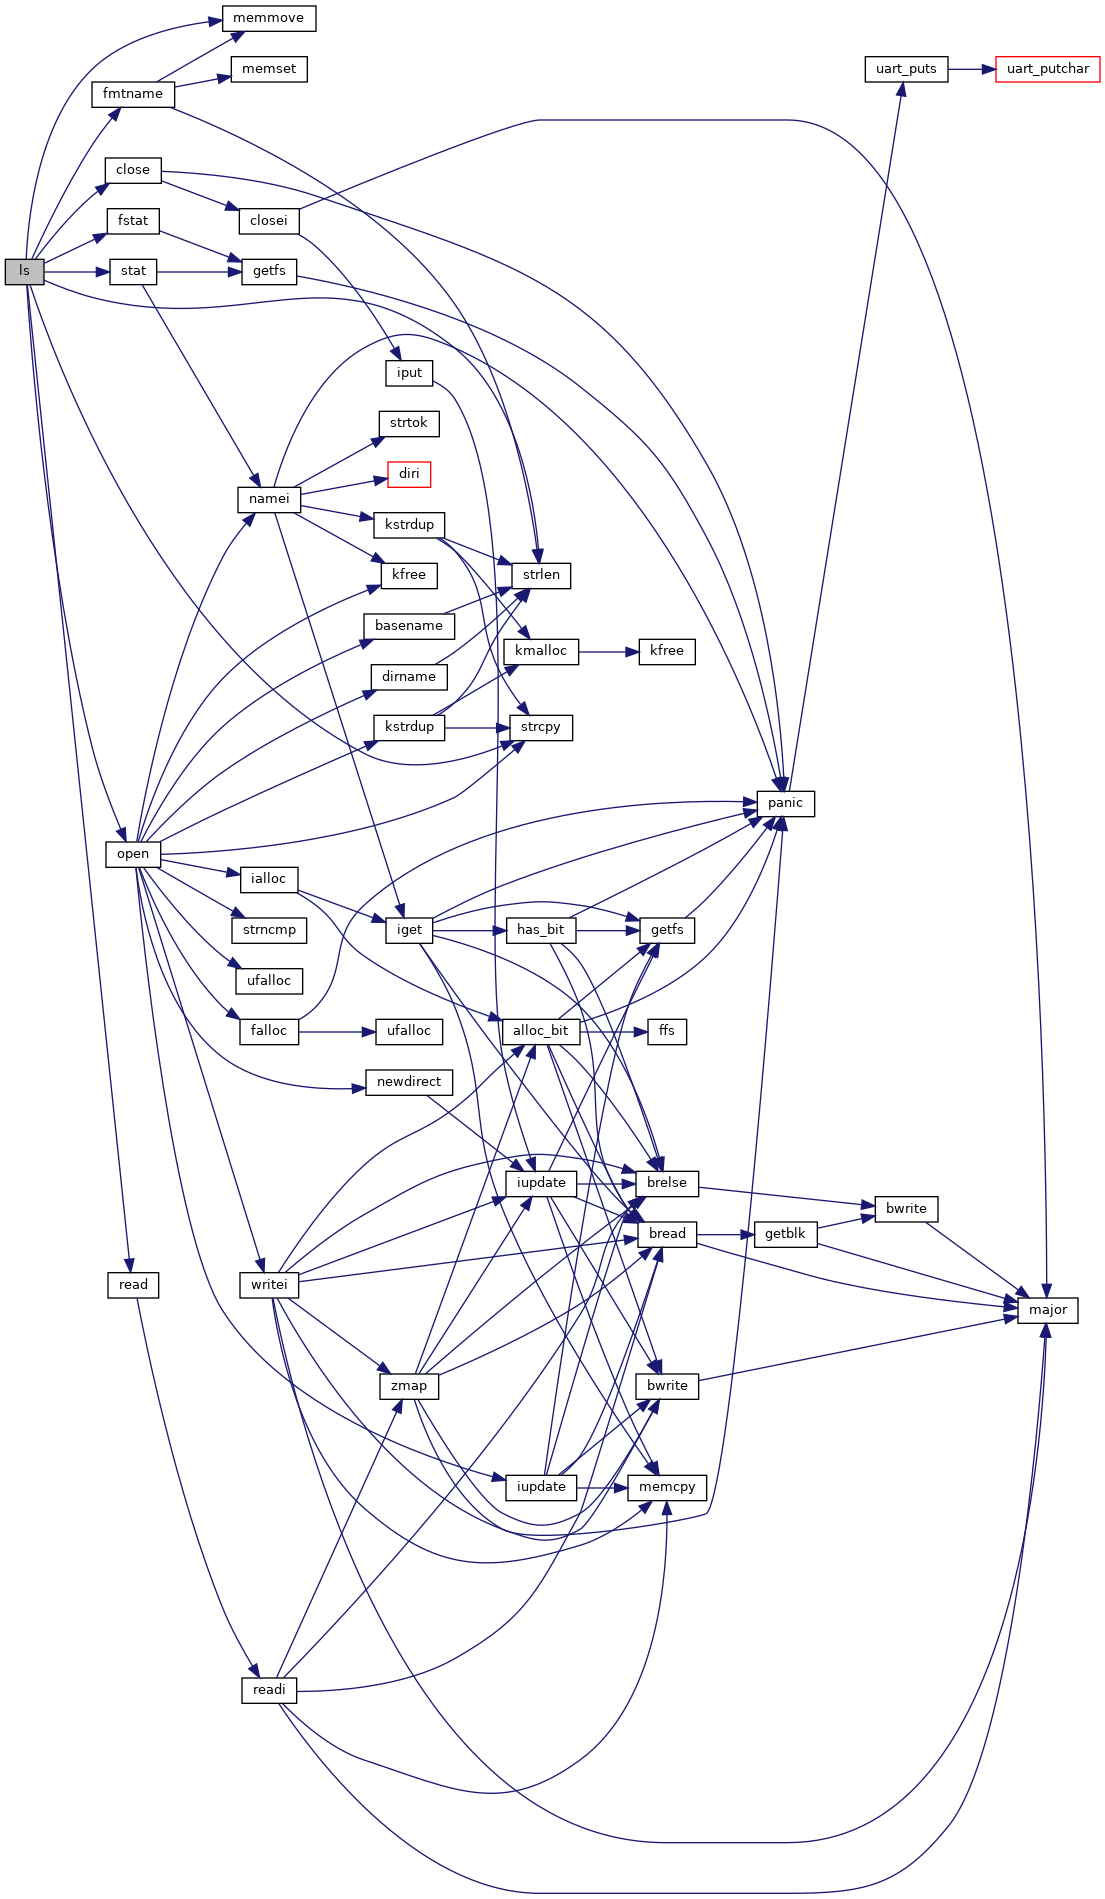 memmove
memset
uart_puts
uart_putchar
fmtname
close
fstat
closei
ls
stat
getfs
iput
strtok
diri
namei
kstrdup
kfree
strlen
basename
kmalloc
kfree
dirname
kstrdup
strcpy
panic
open
ialloc
strncmp
iget
has_bit
getfs
ufalloc
falloc
ufalloc
alloc_bit
ffs
newdirect
iupdate
brelse
bwrite
bread
getblk
read
writei
major
zmap
bwrite
iupdate
memcpy
readi